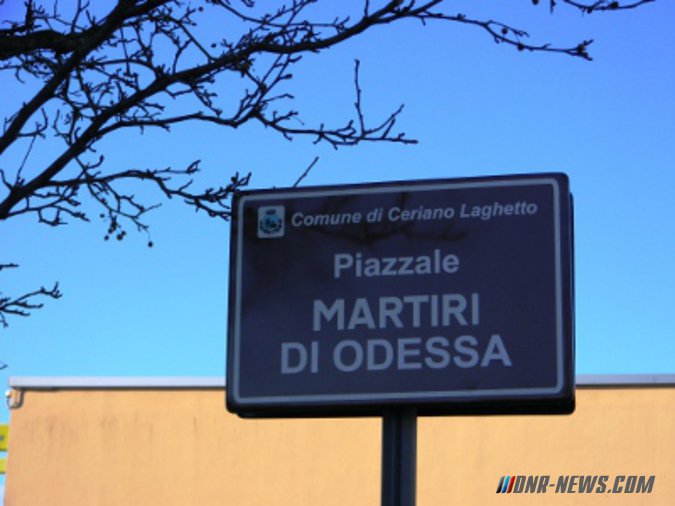 Comune di Ceriano Laghetto
Piazzale
MARTIRI
DI ODESSA
DNR-NEWS.COM